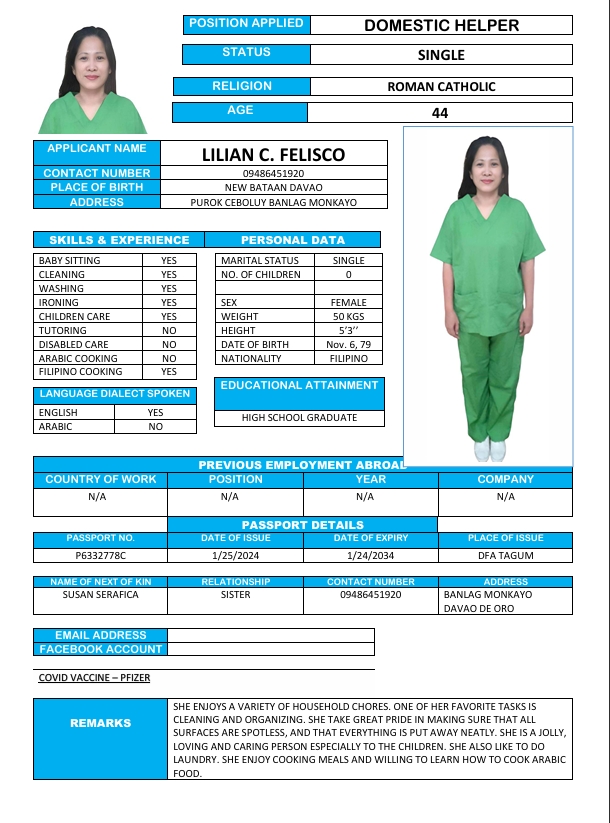 POSITION APPLIED DOMESTIC HELPER
STATUS SINGLE
RELIGION ROMAN CATHOLIC
AGE 44
APPLICANT NAME LILIAN C. FELISCO
CONTACT NUMBER 09486451920
PLACE OF BIRTH NEW BATAAN DAVAO
ADDRESS PUROK CEBOLUY BANLAG MONKAYO
SKILLS & EXPERIENCE PERSONAL DATA
BABY SITTING YES MARITAL STATUS SINGLE
CLEANING YES NO. OF CHILDREN 0
WASHING YES
IRONING YES SEX FEMALE
CHILDREN CARE YES WEIGHT 50 KGS
TUTORING NO HEIGHT 5’3’’
DISABLED CARE NO DATE OF BIRTH Nov. 6, 79
ARABIC COOKING NO NATIONALITY FILIPINO
FILIPINO COOKING YES
LANGUAGE DIALECT SPOKEN EDUCATIONAL ATTAINMENT
ENGLISH YES HIGH SCHOOL GRADUATE
ARABIC NO
PREVIOUS EMPLOYMENT ABROAL
COUNTRY OF WORK POSITION YEAR COMPANY
N/A N/A N/A N/A
PASSPORT DETAILS
PASSPORT NO. DATE OF ISSUE DATE OF EXPIRY PLACE OF ISSUE
P6332778C 1/25/2024 1/24/2034 DFA TAGUM
NAME OF NEXT OF KIN RELATIONSHIP CONTACT NUMBER ADDRESS
SUSAN SERAFICA SISTER 09486451920 BANLAG MONKAYO
DAVAO DE ORO
EMAIL ADDRESS
FACEBOOK ACCOUNT
COVID VACCINE – PFIZER
REMARKS
SHE ENJOYS A VARIETY OF HOUSEHOLD CHORES. ONE OF HER FAVORITE TASKS IS
CLEANING AND ORGANIZING. SHE TAKE GREAT PRIDE IN MAKING SURE THAT ALL
SURFACES ARE SPOTLESS, AND THAT EVERYTHING IS PUT AWAY NEATLY. SHE IS A JOLLY,
LOVING AND CARING PERSON ESPECIALLY TO THE CHILDREN. SHE ALSO LIKE TO DO
LAUNDRY. SHE ENJOY COOKING MEALS AND WILLING TO LEARN HOW TO COOK ARABIC
FOOD.